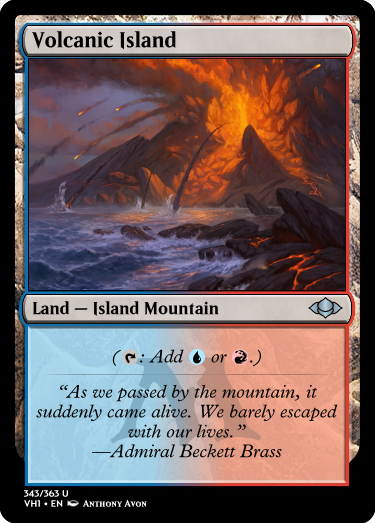 Volcanic Island
Land — Island Mountain
( : Add or .)
“As we passed by the mountain, it
suddenly came alive. We barely escaped
with our lives.”
—Admiral Beckett Brass
343/363 U
VH1 • EN Anthony Avon